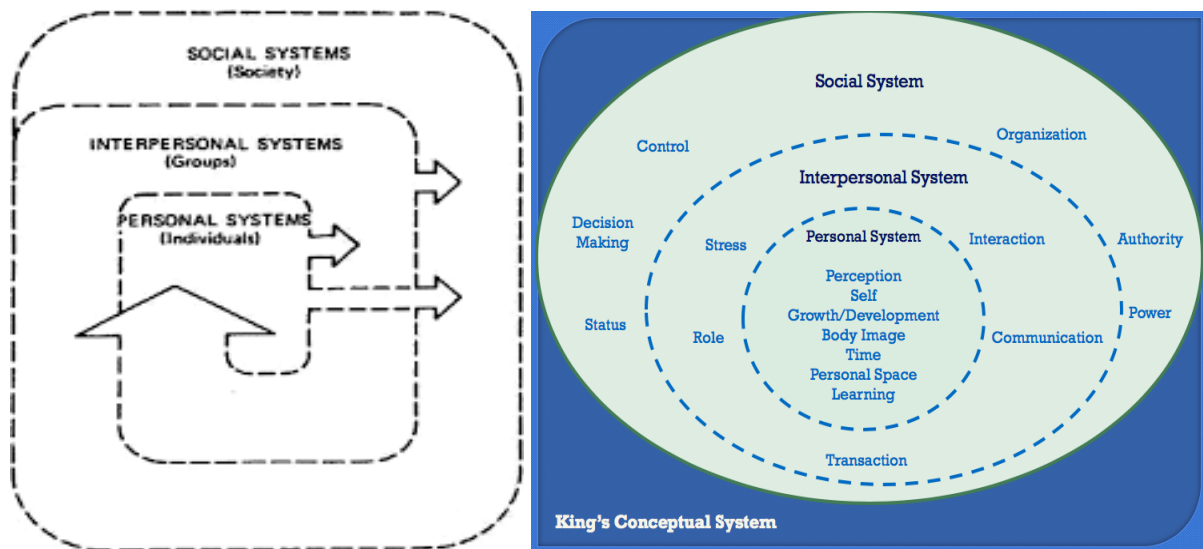 SOCIAL SYSTEMS
(Society)
INTERPERSONAL SYSTEMS
(Groups)
PERSONAL SYSTEMS
(Individuals)
Social System
Control
Organization
Interpersonal System
Decision
Making
Stress
Personal System
Interaction
Authority
Perception
Self
Growth/Development
Body Image
Time
Personal Space
Learning
Status
Role
Communication
Power
Transaction
King's Conceptual System